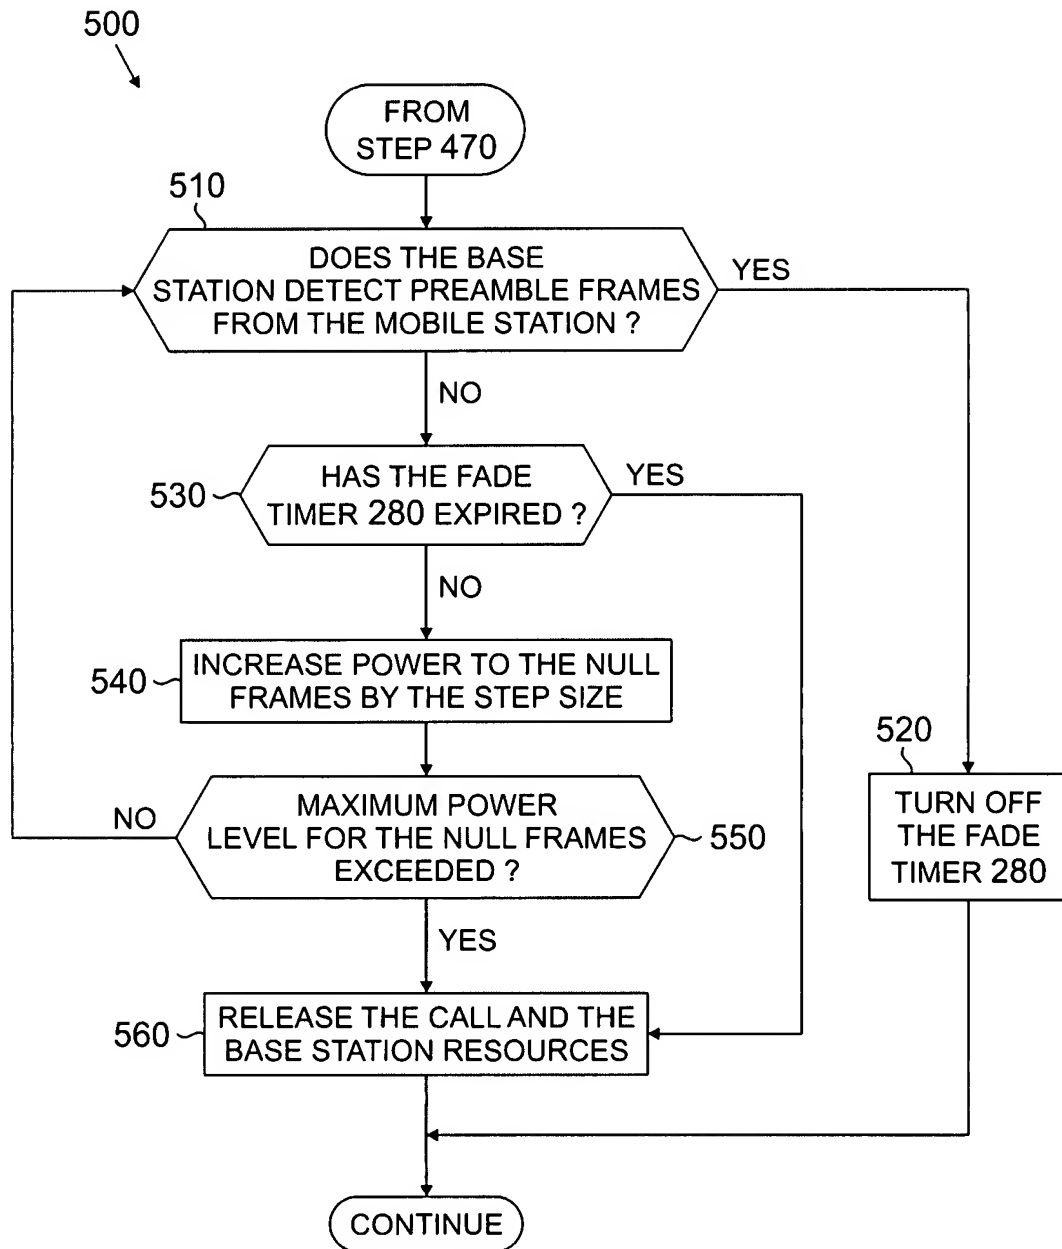 500
FROM
STEP 470
510
DOES THE BASE
STATION DETECT PREAMBLE FRAMES
FROM THE MOBILE STATION ?
YES
NO
530
HAS THE FADE
TIMER 280 EXPIRED ?
YES
NO
540
INCREASE POWER TO THE NULL
FRAMES BY THE STEP SIZE
520
TURN OFF
THE FADE
TIMER 280
NO
MAXIMUM POWER
LEVEL FOR THE NULL FRAMES
EXCEEDED ?
550
YES
560
RELEASE THE CALL AND THE
BASE STATION RESOURCES
CONTINUE